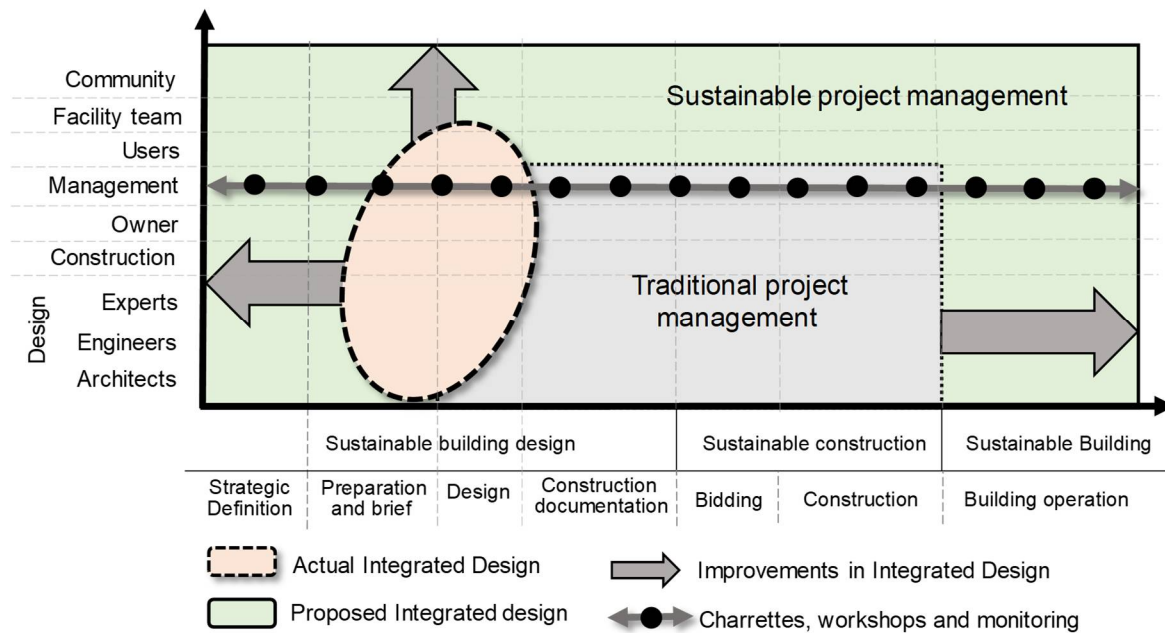 Community
Facility team
Users
Management
Owner
Construction
Design
Experts
Engineers
Architects
Sustainable project management
Traditional project
management
Sustainable building design
Sustainable construction
Sustainable Building
Strategic
Definition
Preparation
and brief
Design
Construction
documentation
Bidding
Construction
Building operation
Actual Integrated Design
Improvements in Integrated Design
Proposed Integrated design
Charrettes, workshops and monitoring